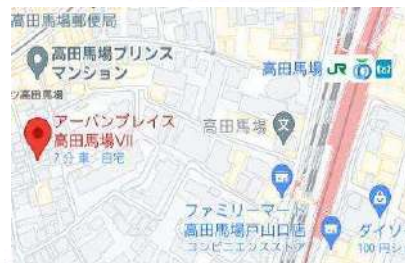 高田馬場郵便局
高田馬場プリンス
マンション
高田馬場 JR
ツ高田馬場
アーバンプレイス
高田馬場VII
7 分 車 - 自宅
高田馬場
ファミリーマート
高田馬場戸山口店
コンビニエンスストア
ダイソ
100 円シ